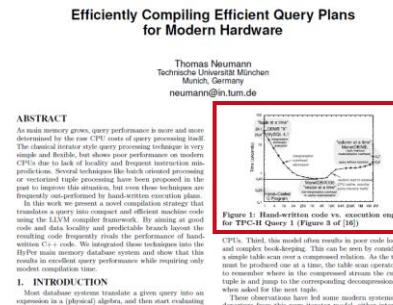 Efficiently Compiling Efficient Query Plans
for Modern Hardware
Thomas Neumann
Technische Universität München
Munich, Germany
neumann@in.tum.de
ABSTRACT
As main memory grows, query performance is more and more
determined by the raw CPU costs of query processing itself.
The classical iterator style query processing technique is very
simple and flexible, but shows poor performance on modern
CPUs due to lack of locality and frequent instruction mis-
predictions. Several techniques like batch oriented processing
or vectorized tuple processing have been proposed in the
past to improve this situation, but even these techniques are
frequently out-performed by hand-written execution plans.
In this work we present a novel compilation strategy that
translates a query into compact and efficient machine code
using the LLVM compiler framework. By aiming at good
code and data locality and predictable branch layout the
resulting code frequently rivals the performance of hand-
written C++ code. We integrated these techniques into the
HyPer main memory database system and show that this
results in excellent query performance while requiring only
modest compilation time.
1. INTRODUCTION
Most database systems translate a given query into an
expression in a (physical) algebra, and then start evaluating
Figure 1: Hand-written code vs. execution eng
for TPC-H Query 1 (Figure 3 of [16])
CPUs. Third, this model often results in poor code lo
and complex book-keeping. This can be seen by consid
a simple table scan over a compressed relation. As the t
must be produced one at a time, the table scan operato
to remember where in the compressed stream the cu
tuple is and jump to the corresponding decompression
when asked for the next tuple.
These observations have led some modern systems